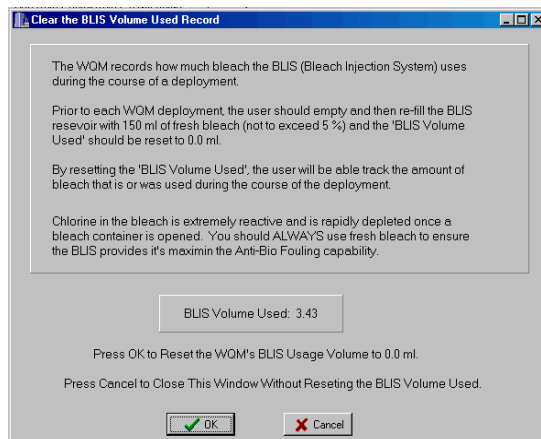 Clear the BLIS Volume Used Record
The WQM records how much bleach the BLIS (Bleach Injection System) uses
during the course of a deployment.
Prior to each WQM deployment, the user should empty and then re-fill the BLIS
resevoir with 150 ml of fresh bleach (not to exceed 5 %) and the 'BLIS Volume
Used' should be reset to 0.0 ml.
By resetting the 'BLIS Volume Used', the user will be able track the amount of
bleach that is or was used during the course of the deployment.
Chlorine in the bleach is extremely reactive and is rapidly depleted once a
bleach container is opened. You should ALWAYS use fresh bleach to ensure
the BLIS provides it's maximin the Anti-Bio Fouling capability.
BLIS Volume Used: 3.43
Press OK to Reset the WQM's BLIS Usage Volume to 0.0 ml.
Press Cancel to Close This Window Without Reseting the BLIS Volume Used.
OK
Cancel